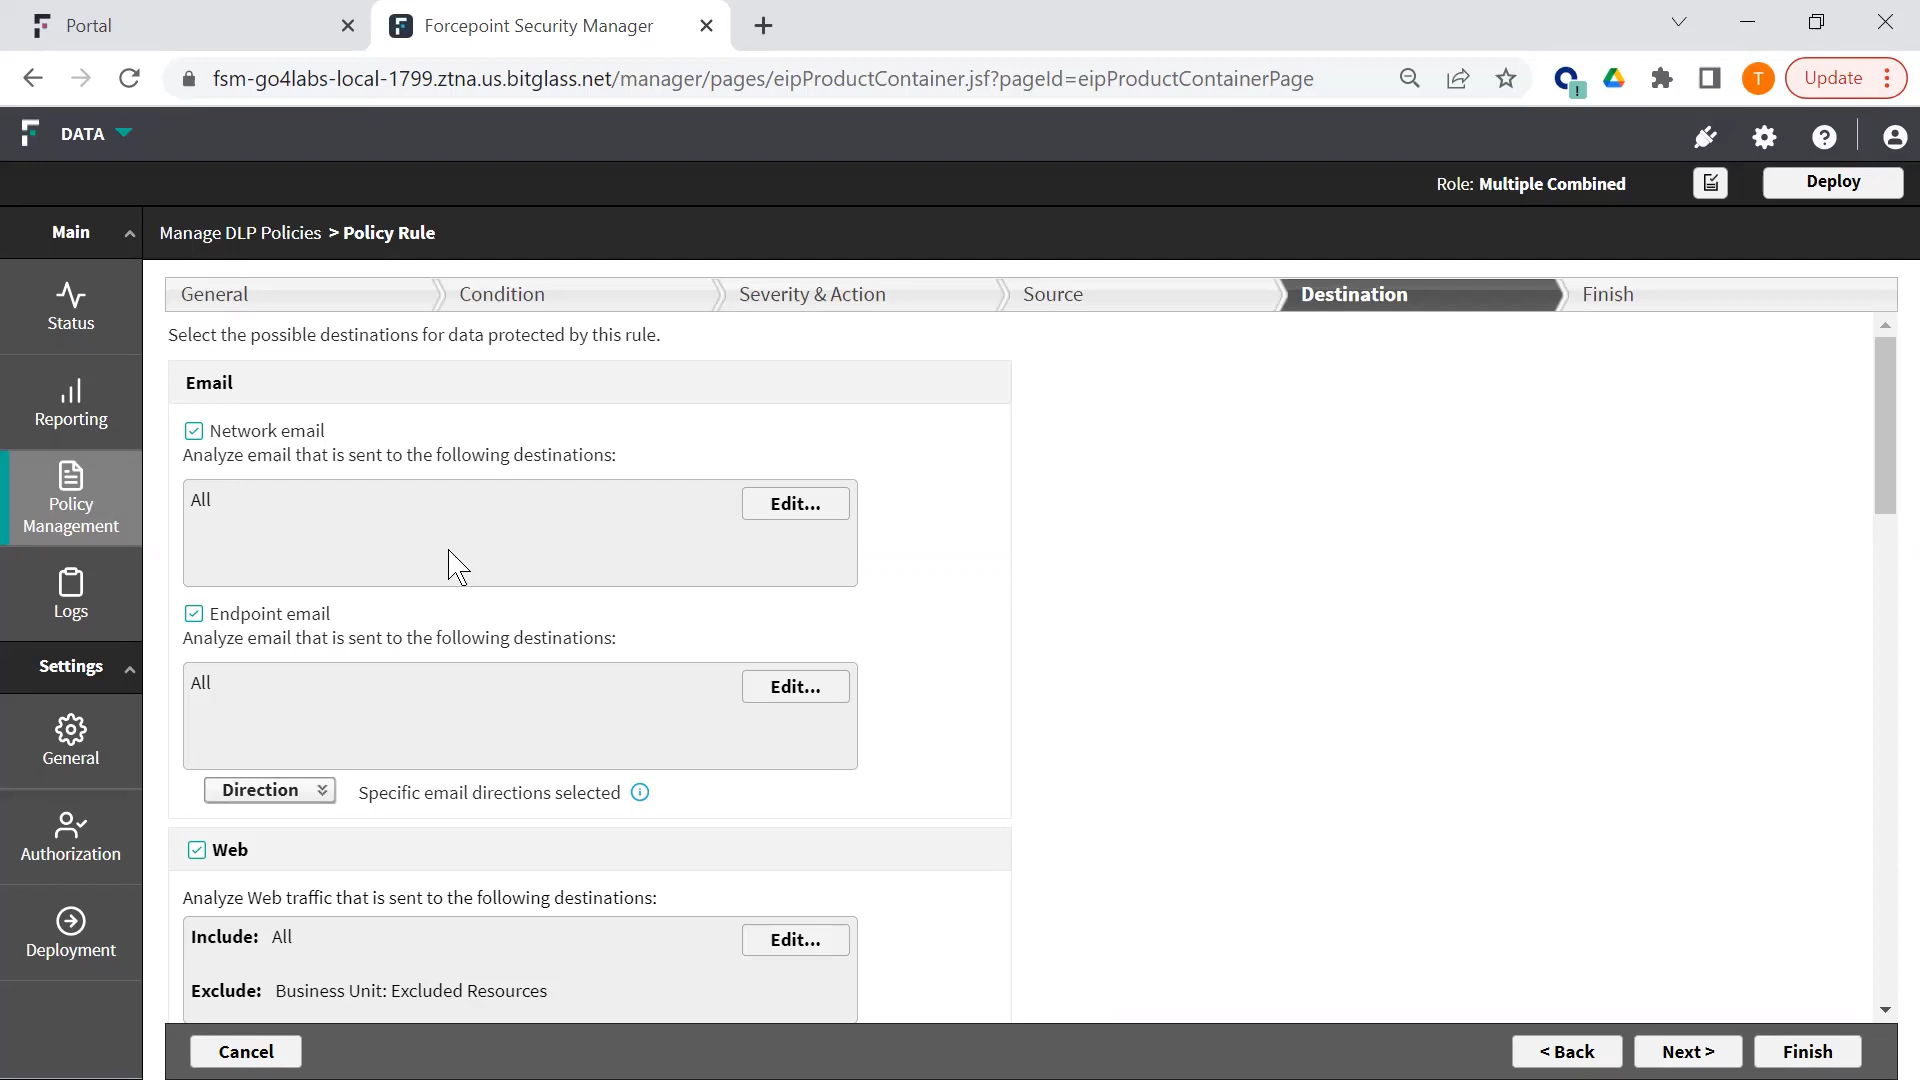 Portal
Forcepoint Security Manager
fsm-go4labs-local-1799.ztna.us.bitglass.net/manager/pages/eipProductContainer.jsf?pageId=eipProductContainerPage
T
Update
DATA
Role: Multiple Combined
Deploy
Main
Manage DLP Policies > Policy Rule
General
Condition
Severity & Action
Source
Destination
Finish
Status
Select the possible destinations for data protected by this rule.
Email
Reporting
Network email
Analyze email that is sent to the following destinations:
All
Edit...
Policy
Management
Logs
Endpoint email
Analyze email that is sent to the following destinations:
All
Edit...
Settings
General
Direction
Specific email directions selected
Authorization
Web
Analyze Web traffic that is sent to the following destinations:
Include: All
Edit...
Deployment
Exclude: Business Unit: Excluded Resources
Cancel
< Back
Next >
Finish